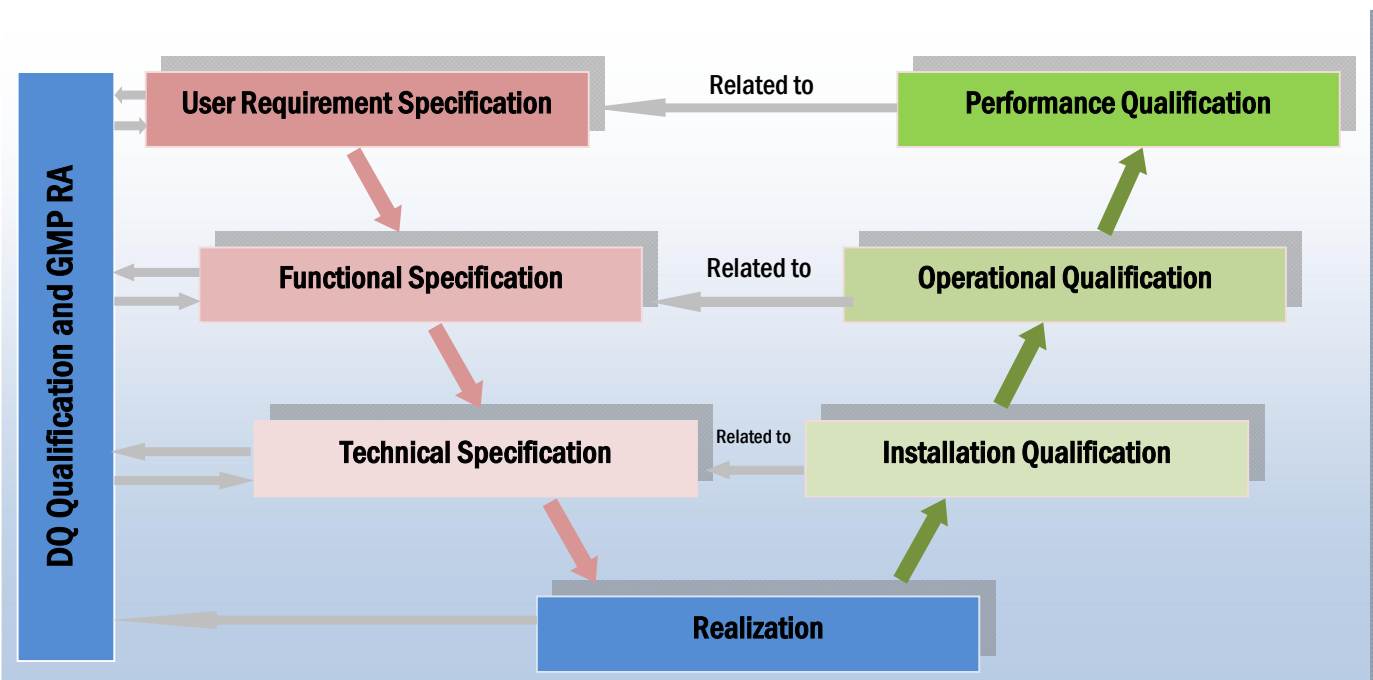 DQ Qualification and GMP RA
User Requirement Specification
Related to
Performance Qualification
Functional Specification
Related to
Operational Qualification
Technical Specification
Related to
Installation Qualification
Realization